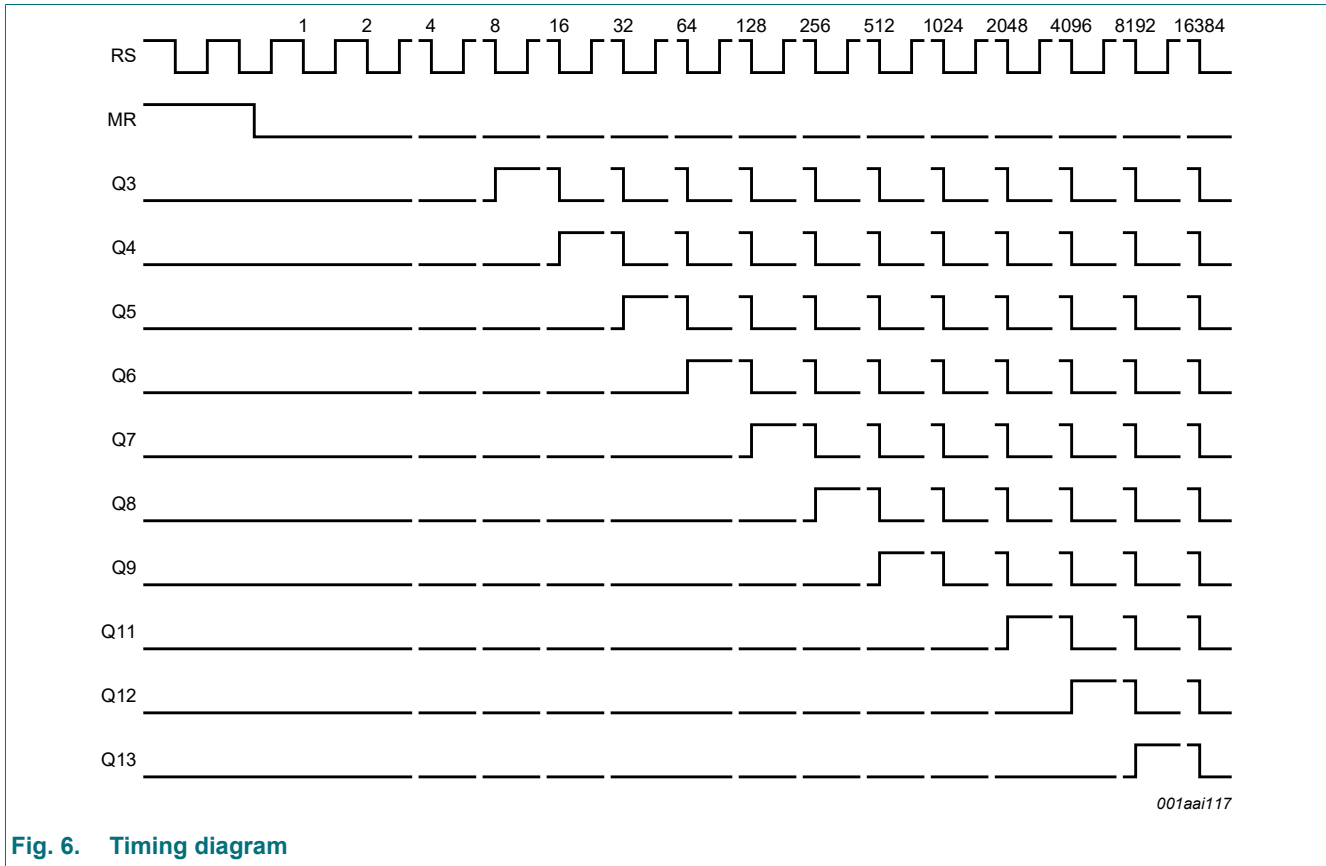 1 2 4 8 16 32 64 128 256 512 1024 2048 4096 8192 16384
RS
MR
Q3
Q4
Q5
Q6
Q7
Q8
Q9
Q11
Q12
Q13
001aai117
Fig. 6. Timing diagram